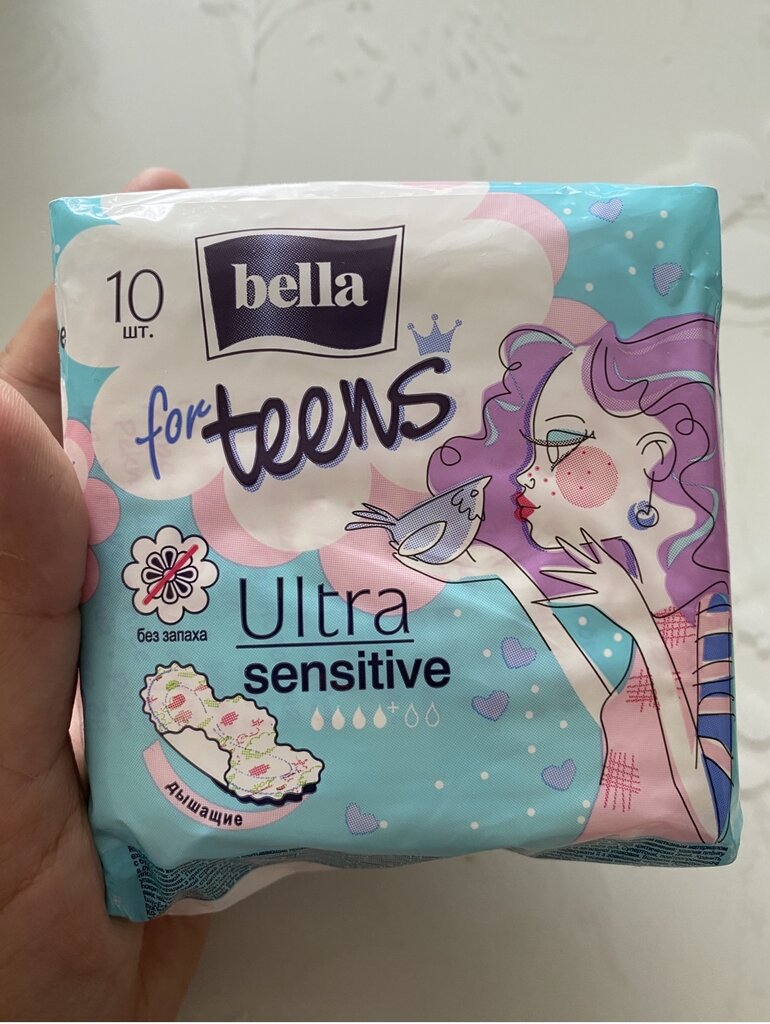 10
шт.
bella
for teens
без запаха
Ultra
sensitive
дышащие